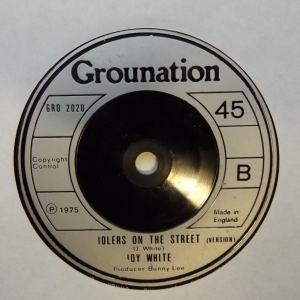 Grounation
GRO 2020
45
Copyright
Control
B
℗ 1975
Made in
England
IDLERS ON THE STREET (VERSION)
(J. White)
JOY WHITE
Producer Bunny Lee